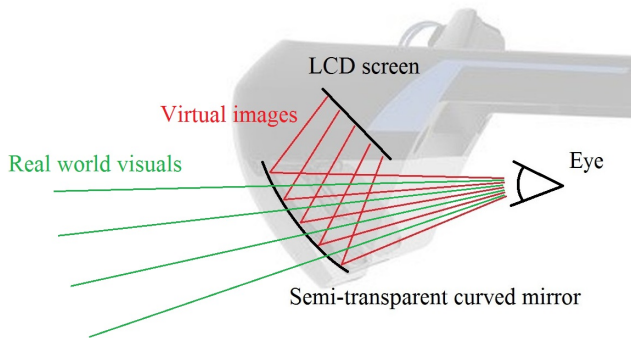 LCD screen
Virtual images
Real world visuals
Eye
Semi-transparent curved mirror